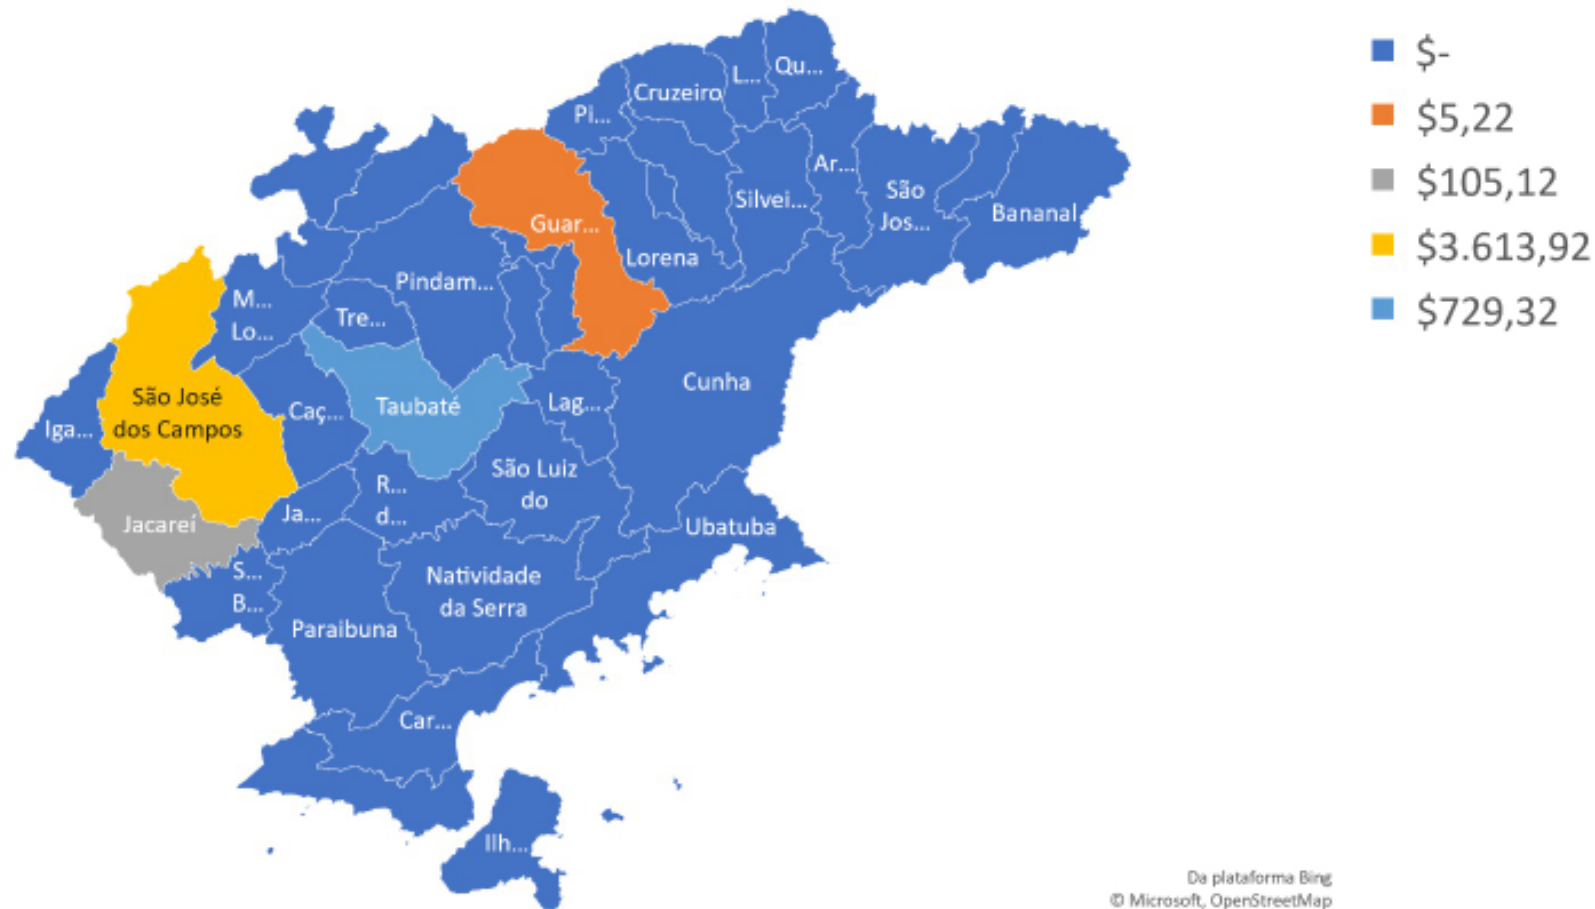 Qu...
L...
Cruzeiro
Pi...
Ar...
São
Jos...
Silvei...
Bananal
Guar...
Lorena
Pindam...
M...
Lo...
Tre...
Cunha
São José
dos Campos
Taubaté
Caç...
Lag...
Iga...
São Luiz
do
R...
d...
Ja...
Jacareí
Ubatuba
S...
B...
Natividade
da Serra
Paraibuna
Car...
Ilh...
$-
$5,22
$105,12
$3.613,92
$729,32
Da plataforma Bing
© Microsoft, OpenStreetMap